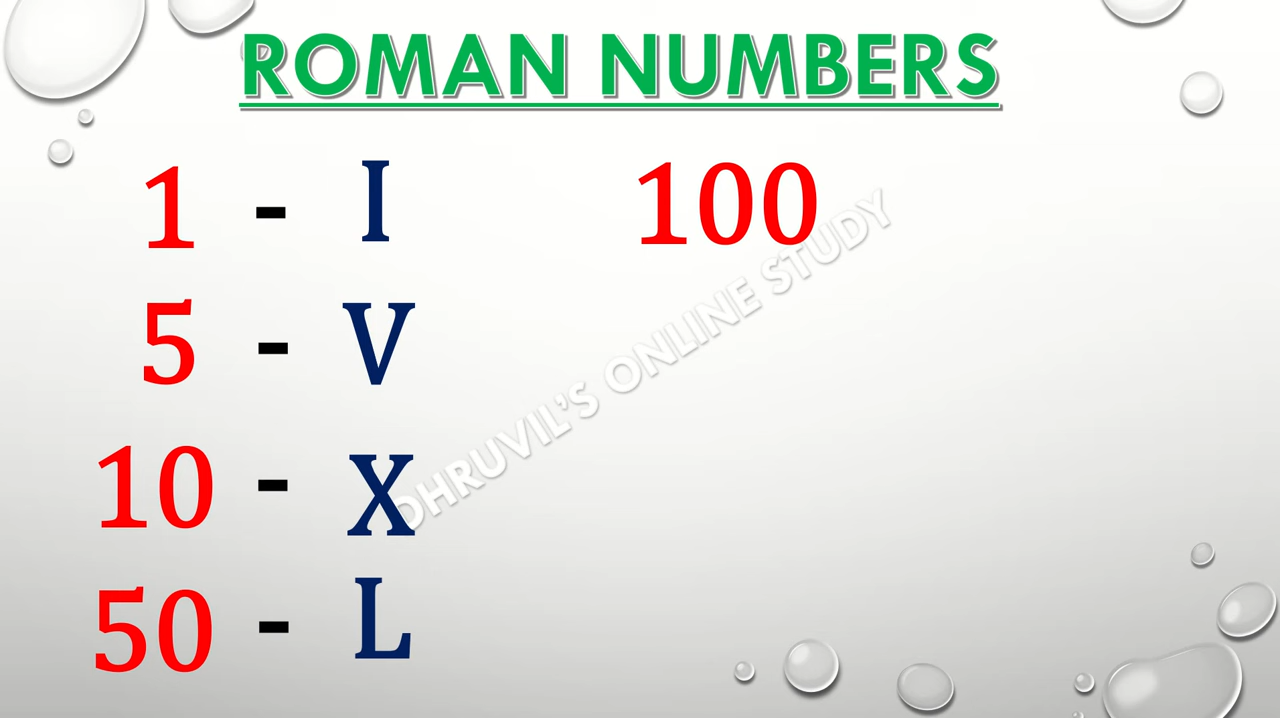 ROMAN NUMBERS
1 - I
5 - V
10 - X
50 - L
100
DHRUVIL'S ONLINE STUDY